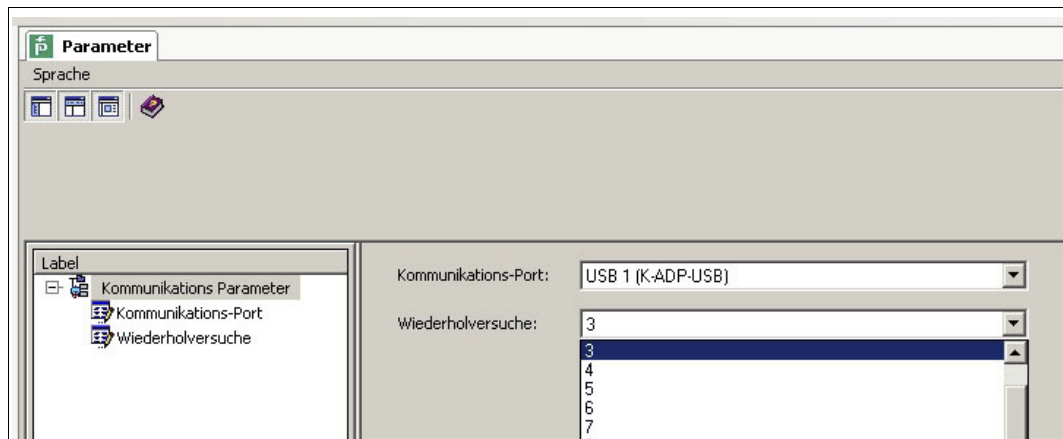 Parameter
Sprache
Label
Kommunikations Parameter
Kommunikations-Port
Wiederholversuche
Kommunikations-Port: USB 1 (K-ADP-USB)
Wiederholversuche: 3
3
4
5
6
7